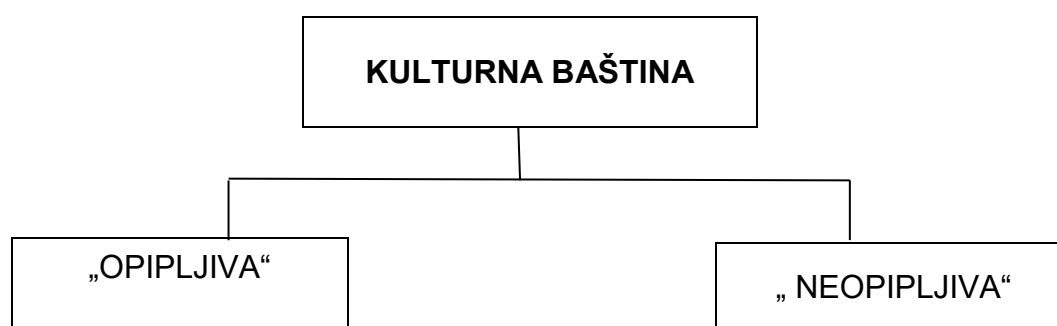 KULTURNA BAŠTINA
„OPIPLJIVA“
„ NEOPIPLJIVA“